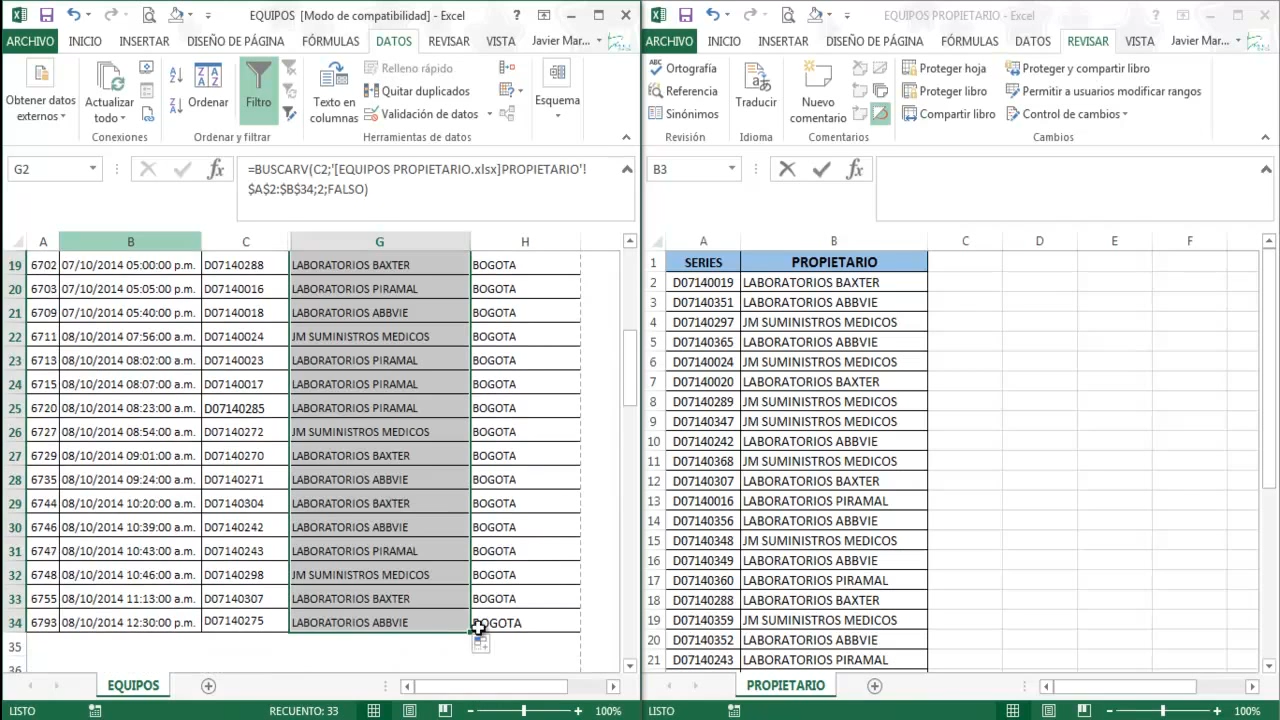 EQUIPOS [Modo de compatibilidad] - Excel
ARCHIVO INICIO INSERTAR DISEÑO DE PÁGINA FÓRMULAS DATOS REVISAR VISTA Javier Mar...
Obtener datos externos
Actualizar todo
Conexiones
Ordenar
Filtro
Ordenar y filtrar
Texto en columnas
Relleno rápido
Quitar duplicados
Validación de datos
Herramientas de datos
Esquema
G2
=BUSCARV(C2;'[EQUIPOS PROPIETARIO.xlsx]PROPIETARIO'!
$A$2:$B$34;2;FALSO)
A B C G H
19 6702 07/10/2014 05:00:00 p.m. D07140288 LABORATORIOS BAXTER BOGOTA
20 6703 07/10/2014 05:05:00 p.m. D07140016 LABORATORIOS PIRAMAL BOGOTA
21 6709 07/10/2014 05:40:00 p.m. D07140018 LABORATORIOS ABBVIE BOGOTA
22 6711 08/10/2014 07:56:00 a.m. D07140024 JM SUMINISTROS MEDICOS BOGOTA
23 6713 08/10/2014 08:02:00 a.m. D07140023 LABORATORIOS PIRAMAL BOGOTA
24 6715 08/10/2014 08:07:00 a.m. D07140017 LABORATORIOS PIRAMAL BOGOTA
25 6720 08/10/2014 08:23:00 a.m. D07140285 LABORATORIOS PIRAMAL BOGOTA
26 6727 08/10/2014 08:54:00 a.m. D07140272 JM SUMINISTROS MEDICOS BOGOTA
27 6729 08/10/2014 09:01:00 a.m. D07140270 LABORATORIOS BAXTER BOGOTA
28 6735 08/10/2014 09:24:00 a.m. D07140271 LABORATORIOS ABBVIE BOGOTA
29 6744 08/10/2014 10:20:00 a.m. D07140304 LABORATORIOS BAXTER BOGOTA
30 6746 08/10/2014 10:39:00 a.m. D07140242 LABORATORIOS ABBVIE BOGOTA
31 6747 08/10/2014 10:43:00 a.m. D07140243 LABORATORIOS PIRAMAL BOGOTA
32 6748 08/10/2014 10:46:00 a.m. D07140298 JM SUMINISTROS MEDICOS BOGOTA
33 6755 08/10/2014 11:13:00 a.m. D07140307 LABORATORIOS BAXTER BOGOTA
34 6793 08/10/2014 12:30:00 p.m. D07140275 LABORATORIOS ABBVIE BOGOTA
35
36
EQUIPOS
LISTO RECUENTO: 33 100%
EQUIPOS PROPIETARIO - Excel
ARCHIVO INICIO INSERTAR DISEÑO DE PÁGINA FÓRMULAS DATOS REVISAR VISTA Javier Mar...
Ortografía
Referencia
Sinónimos
Revisión
Traducir
Idioma
Nuevo comentario
Comentarios
Proteger hoja
Proteger libro
Compartir libro
Proteger y compartir libro
Permitir a usuarios modificar rangos
Control de cambios
Cambios
B3
A B C D E F
1 SERIES PROPIETARIO
2 D07140019 LABORATORIOS BAXTER
3 D07140351 LABORATORIOS ABBVIE
4 D07140297 JM SUMINISTROS MEDICOS
5 D07140365 LABORATORIOS ABBVIE
6 D07140024 JM SUMINISTROS MEDICOS
7 D07140020 LABORATORIOS BAXTER
8 D07140289 JM SUMINISTROS MEDICOS
9 D07140347 JM SUMINISTROS MEDICOS
10 D07140242 LABORATORIOS ABBVIE
11 D07140368 JM SUMINISTROS MEDICOS
12 D07140307 LABORATORIOS BAXTER
13 D07140016 LABORATORIOS PIRAMAL
14 D07140356 LABORATORIOS ABBVIE
15 D07140348 JM SUMINISTROS MEDICOS
16 D07140349 LABORATORIOS ABBVIE
17 D07140360 LABORATORIOS PIRAMAL
18 D07140288 LABORATORIOS BAXTER
19 D07140359 JM SUMINISTROS MEDICOS
20 D07140352 LABORATORIOS ABBVIE
21 D07140243 LABORATORIOS PIRAMAL
PROPIETARIO
LISTO 100%